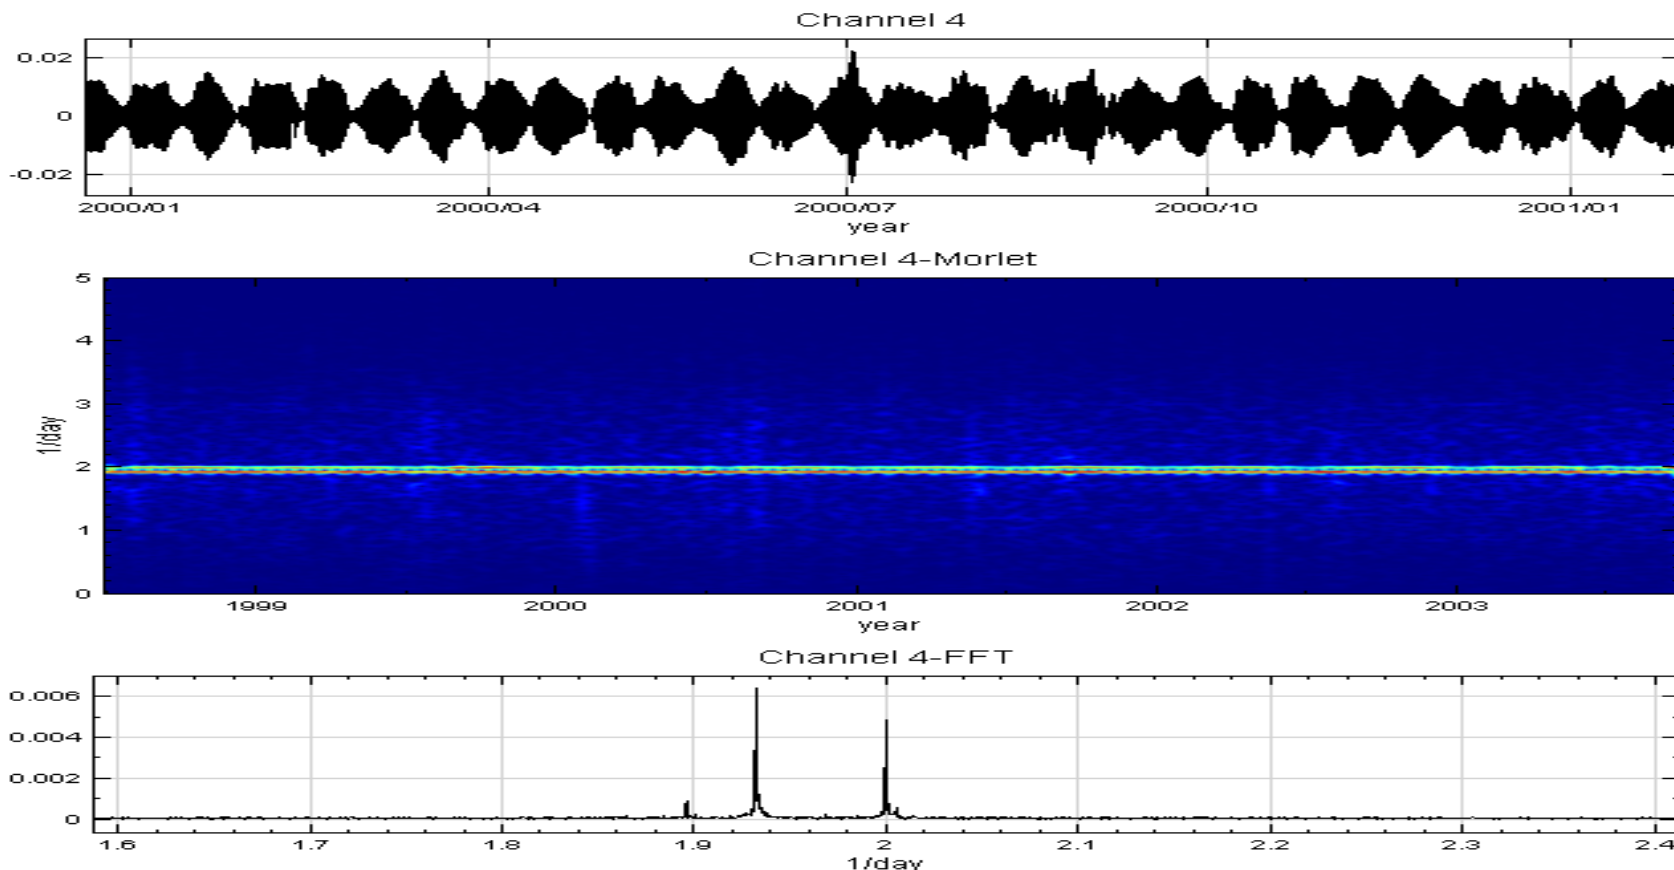 Channel 4
0.02
0
-0.02
2000/01 2000/04 2000/07 2000/10 2001/01
year
Channel 4-Morlet
5
4
3
2
1
0
1/day
1999 2000 2001 2002 2003
year
Channel 4-FFT
0.006
0.004
0.002
0
1.6 1.7 1.8 1.9 2 2.1 2.2 2.3 2.4
1/day